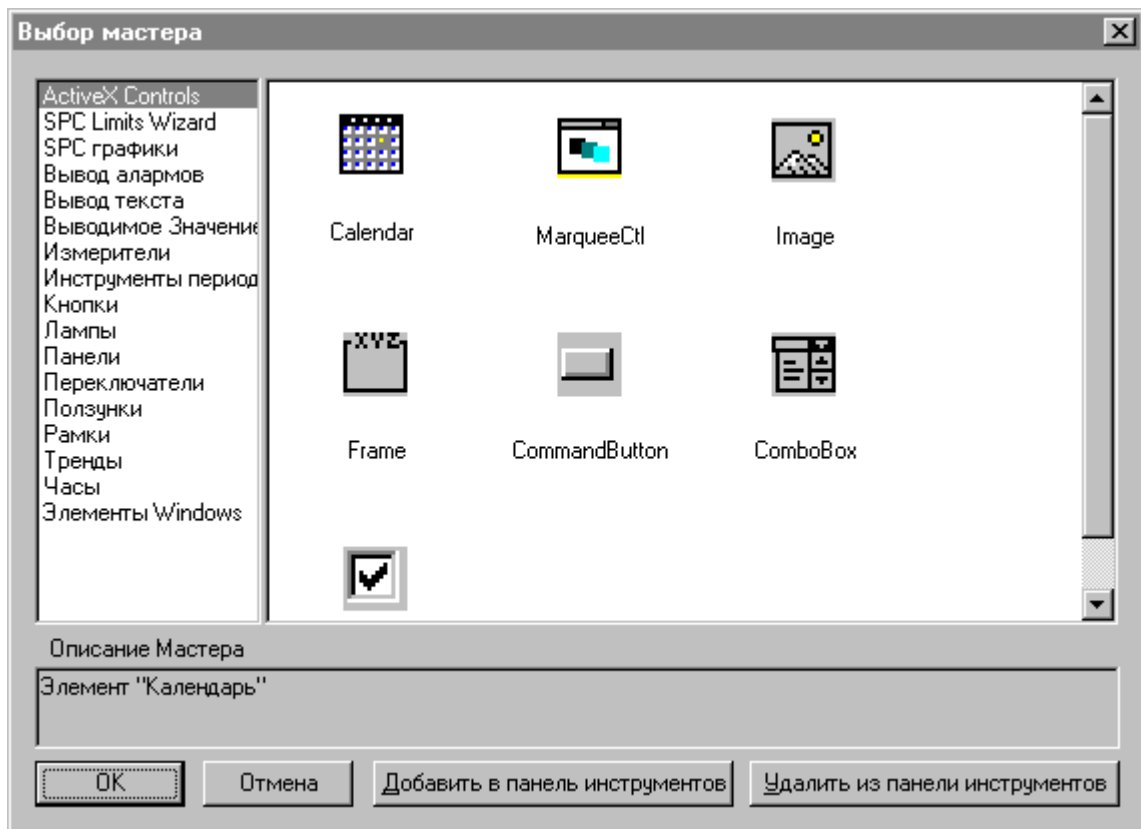 Выбор мастера
ActiveX Controls
SPC Limits Wizard
SPC графики
Вывод алармов
Вывод текста
Выводимое Значение
Измерители
Инструменты период
Кнопки
Лампы
Панели
Переключатели
Ползунки
Рамки
Тренды
Часы
Элементы Windows
Calendar MarqueeCtl Image
XYZ
Frame CommandButton ComboBox
Описание Мастера
Элемент "Календарь"
OK Отмена Добавить в панель инструментов Удалить из панели инструментов